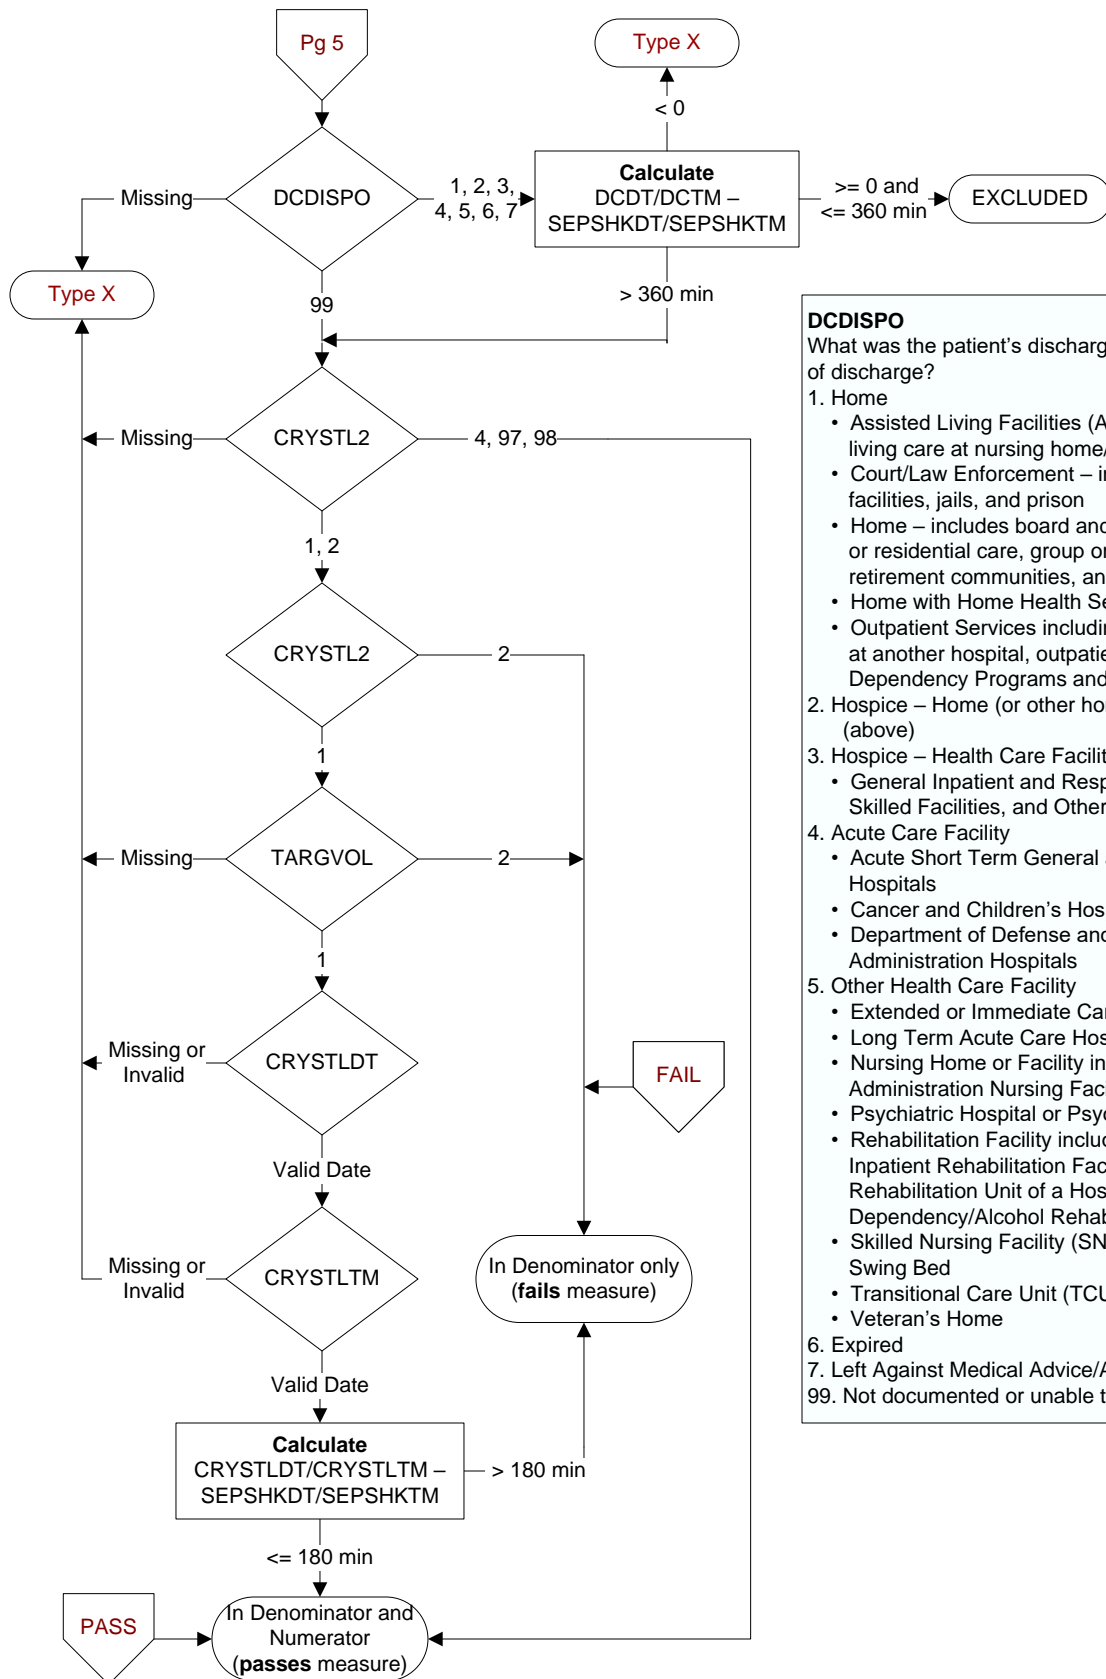 Pg 5
Type X
< 0
Missing
DCDISPO
1, 2, 3,
4, 5, 6, 7
Calculate
DCDT/DCTM –
SEPSHKDT/SEPSHKTM
>= 0 and
<= 360 min
EXCLUDED
Type X
99
> 360 min
Missing
CRYSTL2
4, 97, 98
1, 2
CRYSTL2
2
1
Missing
TARGVOL
2
1
Missing or
Invalid
CRYSTLDT
FAIL
Valid Date
Missing or
Invalid
CRYSTLTM
In Denominator only
(fails measure)
Valid Date
Calculate
CRYSTLDT/CRYSTLTM –
SEPSHKDT/SEPSHKTM
> 180 min
<= 180 min
PASS
In Denominator and
Numerator
(passes measure)
DCDISPO
What was the patient's discharg
of discharge?
1. Home
• Assisted Living Facilities (A
living care at nursing home/
• Court/Law Enforcement – i
facilities, jails, and prison
• Home – includes board and
or residential care, group or
retirement communities, an
• Home with Home Health Se
• Outpatient Services includin
at another hospital, outpatie
Dependency Programs and
2. Hospice – Home (or other ho
(above)
3. Hospice – Health Care Facilit
• General Inpatient and Resp
Skilled Facilities, and Other
4. Acute Care Facility
• Acute Short Term General
Hospitals
• Cancer and Children's Hos
• Department of Defense and
Administration Hospitals
5. Other Health Care Facility
• Extended or Immediate Car
• Long Term Acute Care Hos
• Nursing Home or Facility in
Administration Nursing Faci
• Psychiatric Hospital or Psyc
• Rehabilitation Facility includ
Inpatient Rehabilitation Fac
Rehabilitation Unit of a Hos
Dependency/Alcohol Rehab
• Skilled Nursing Facility (SN
Swing Bed
• Transitional Care Unit (TCU
• Veteran's Home
6. Expired
7. Left Against Medical Advice/A
99. Not documented or unable t